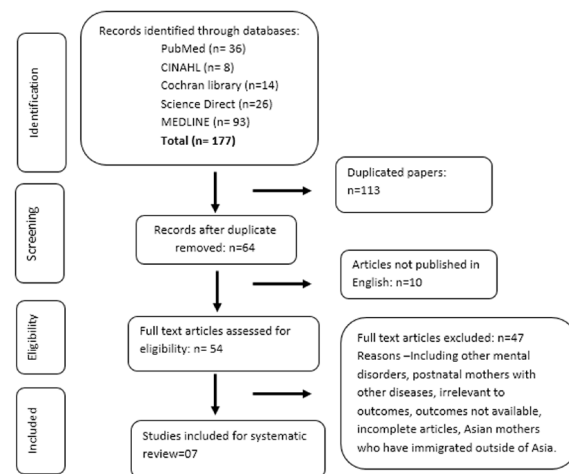 Identification
Records identified through databases:
PubMed (n= 36)
CINAHL (n= 8)
Cochran library (n=14)
Science Direct (n=26)
MEDLINE (n= 93)
Total (n= 177)
Duplicated papers:
n=113
Screening
Records after duplicate
removed: n=64
Articles not published in
English: n=10
Eligibility
Full text articles assessed for
eligibility: n= 54
Full text articles excluded: n=47
Reasons –Including other mental
disorders, postnatal mothers with
other diseases, irrelevant to
outcomes, outcomes not available,
incomplete articles, Asian mothers
who have immigrated outside of Asia.
Included
Studies included for systematic
review=07